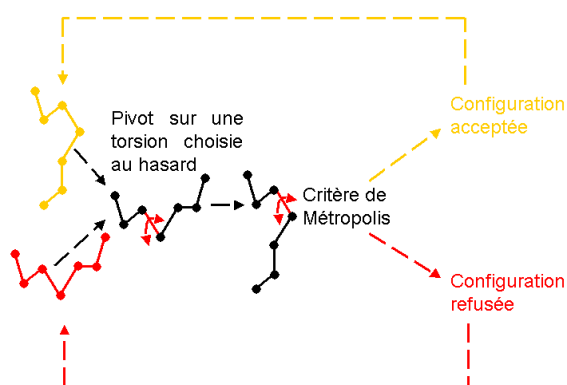 Pivot sur une
torsion choisie
au hasard
Critère de
Métropolis
Configuration
acceptée
Configuration
refusée